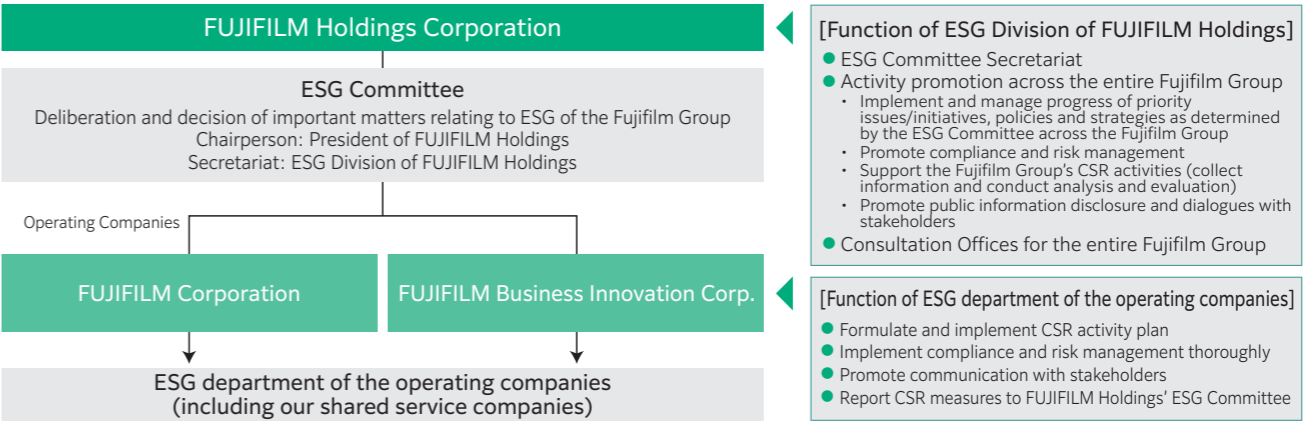 FUJIFILM Holdings Corporation
ESG Committee
Deliberation and decision of important matters relating to ESG of the Fujifilm Group
Chairperson: President of FUJIFILM Holdings
Secretariat: ESG Division of FUJIFILM Holdings
Operating Companies
FUJIFILM Corporation
FUJIFILM Business Innovation Corp.
ESG department of the operating companies
(including our shared service companies)
[Function of ESG Division of FUJIFILM Holdings]
● ESG Committee Secretariat
● Activity promotion across the entire Fujifilm Group
・ Implement and manage progress of priority
issues/initiatives, policies and strategies as determined
by the ESG Committee across the Fujifilm Group
・ Promote compliance and risk management
・ Support the Fujifilm Group's CSR activities (collect
information and conduct analysis and evaluation)
・ Promote public information disclosure and dialogues with
stakeholders
● Consultation Offices for the entire Fujifilm Group
[Function of ESG department of the operating companies]
● Formulate and implement CSR activity plan
● Implement compliance and risk management thoroughly
● Promote communication with stakeholders
● Report CSR measures to FUJIFILM Holdings' ESG Committee